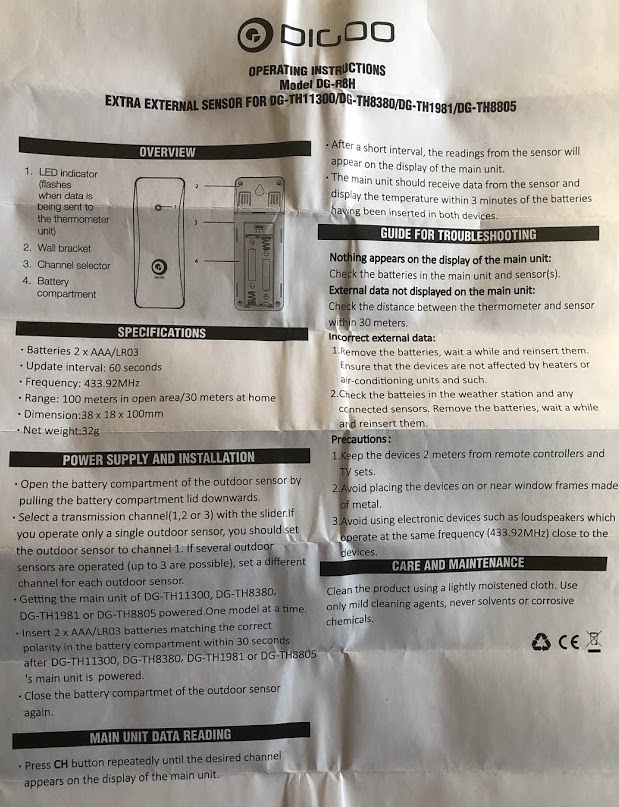 DIGOO
OPERATING INSTRUCTIONS
Model DG-R8H
EXTRA EXTERNAL SENSOR FOR DG-TH11300/DG-TH8380/DG-TH1981/DG-TH8805
OVERVIEW
1. LED indicator
(flashes
when data is
being sent to
the thermometer
unit)
2. Wall bracket
3. Channel selector
4. Battery
compartment
1
2
3
4
SPECIFICATIONS
· Batteries 2 x AAA/LR03
· Update interval: 60 seconds
· Frequency: 433.92MHz
· Range: 100 meters in open area/30 meters at home
· Dimension:38 x 18 x 100mm
· Net weight:32g
POWER SUPPLY AND INSTALLATION
· Open the battery compartment of the outdoor sensor by
pulling the battery compartment lid downwards.
· Select a transmission channel(1,2 or 3) with the slider.If
you operate only a single outdoor sensor, you should set
the outdoor sensor to channel 1. If several outdoor
sensors are operated (up to 3 are possible), set a different
channel for each outdoor sensor.
· Getting the main unit of DG-TH11300, DG-TH8380,
DG-TH1981 or DG-TH8805 powered.One model at a time.
· Insert 2 x AAA/LR03 batteries matching the correct
polarity in the battery compartment within 30 seconds
after DG-TH11300, DG-TH8380, DG-TH1981 or DG-TH8805
's main unit is powered.
· Close the battery compartmet of the outdoor sensor
again.
MAIN UNIT DATA READING
· Press CH button repeatedly until the desired channel
appears on the display of the main unit.
· After a short interval, the readings from the sensor will
appear on the display of the main unit.
· The main unit should receive data from the sensor and
display the temperature within 3 minutes of the batteries
having been inserted in both devices.
GUIDE FOR TROUBLESHOOTING
Nothing appears on the display of the main unit:
Check the batteries in the main unit and sensor(s).
External data not displayed on the main unit:
Check the distance between the thermometer and sensor
within 30 meters.
Incorrect external data:
1.Remove the batteries, wait a while and reinsert them.
Ensure that the devices are not affected by heaters or
air-conditioning units and such.
2.Check the batteies in the weather station and any
connected sensors. Remove the batteries, wait a while
and reinsert them.
Precautions:
1.Keep the devices 2 meters from remote controllers and
TV sets.
2.Avoid placing the devices on or near window frames made
of metal.
3.Avoid using electronic devices such as loudspeakers which
operate at the same frequency (433.92MHz) close to the
devices.
CARE AND MAINTENANCE
Clean the product using a lightly moistened cloth. Use
only mild cleaning agents, never solvents or corrosive
chemicals.
CE